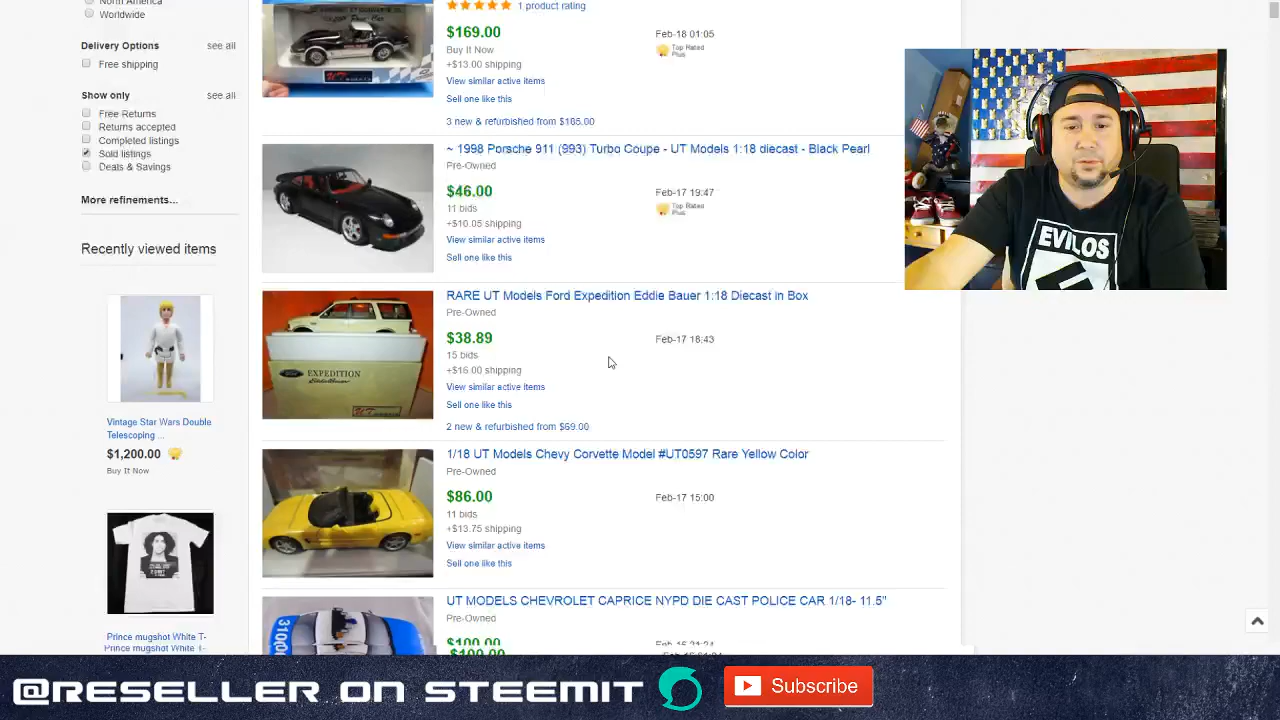 North America
Worldwide
Delivery Options see all
Free shipping
Show only see all
Free Returns
Returns accepted
Completed listings
Sold listings
Deals & Savings
More refinements...
Recently viewed items
Vintage Star Wars Double
Telescoping ...
$1,200.00
Buy It Now
Prince mugshot White T-
Prince mugshot White T-
1 product rating
$169.00
Feb-18 01:05
Buy It Now
Top Rated
Plus
+$13.00 shipping
View similar active items
Sell one like this
3 new & refurbished from $165.00
~ 1998 Porsche 911 (993) Turbo Coupe - UT Models 1:18 diecast - Black Pearl
Pre-Owned
$46.00
Feb-17 19:47
11 bids
Top Rated
Plus
+$10.05 shipping
View similar active items
Sell one like this
RARE UT Models Ford Expedition Eddie Bauer 1:18 Diecast in Box
Pre-Owned
$38.89
Feb-17 18:43
15 bids
+$16.00 shipping
View similar active items
Sell one like this
2 new & refurbished from $69.00
Ford EXPEDITION
Eddie Bauer
1/18 UT Models Chevy Corvette Model #UT0597 Rare Yellow Color
Pre-Owned
$86.00
Feb-17 15:00
11 bids
+$13.75 shipping
View similar active items
Sell one like this
UT MODELS CHEVROLET CAPRICE NYPD DIE CAST POLICE CAR 1/18- 11.5"
Pre-Owned
$100.00
$100.00
3100
EVILOS
@RESELLER ON STEEMIT
Subscribe